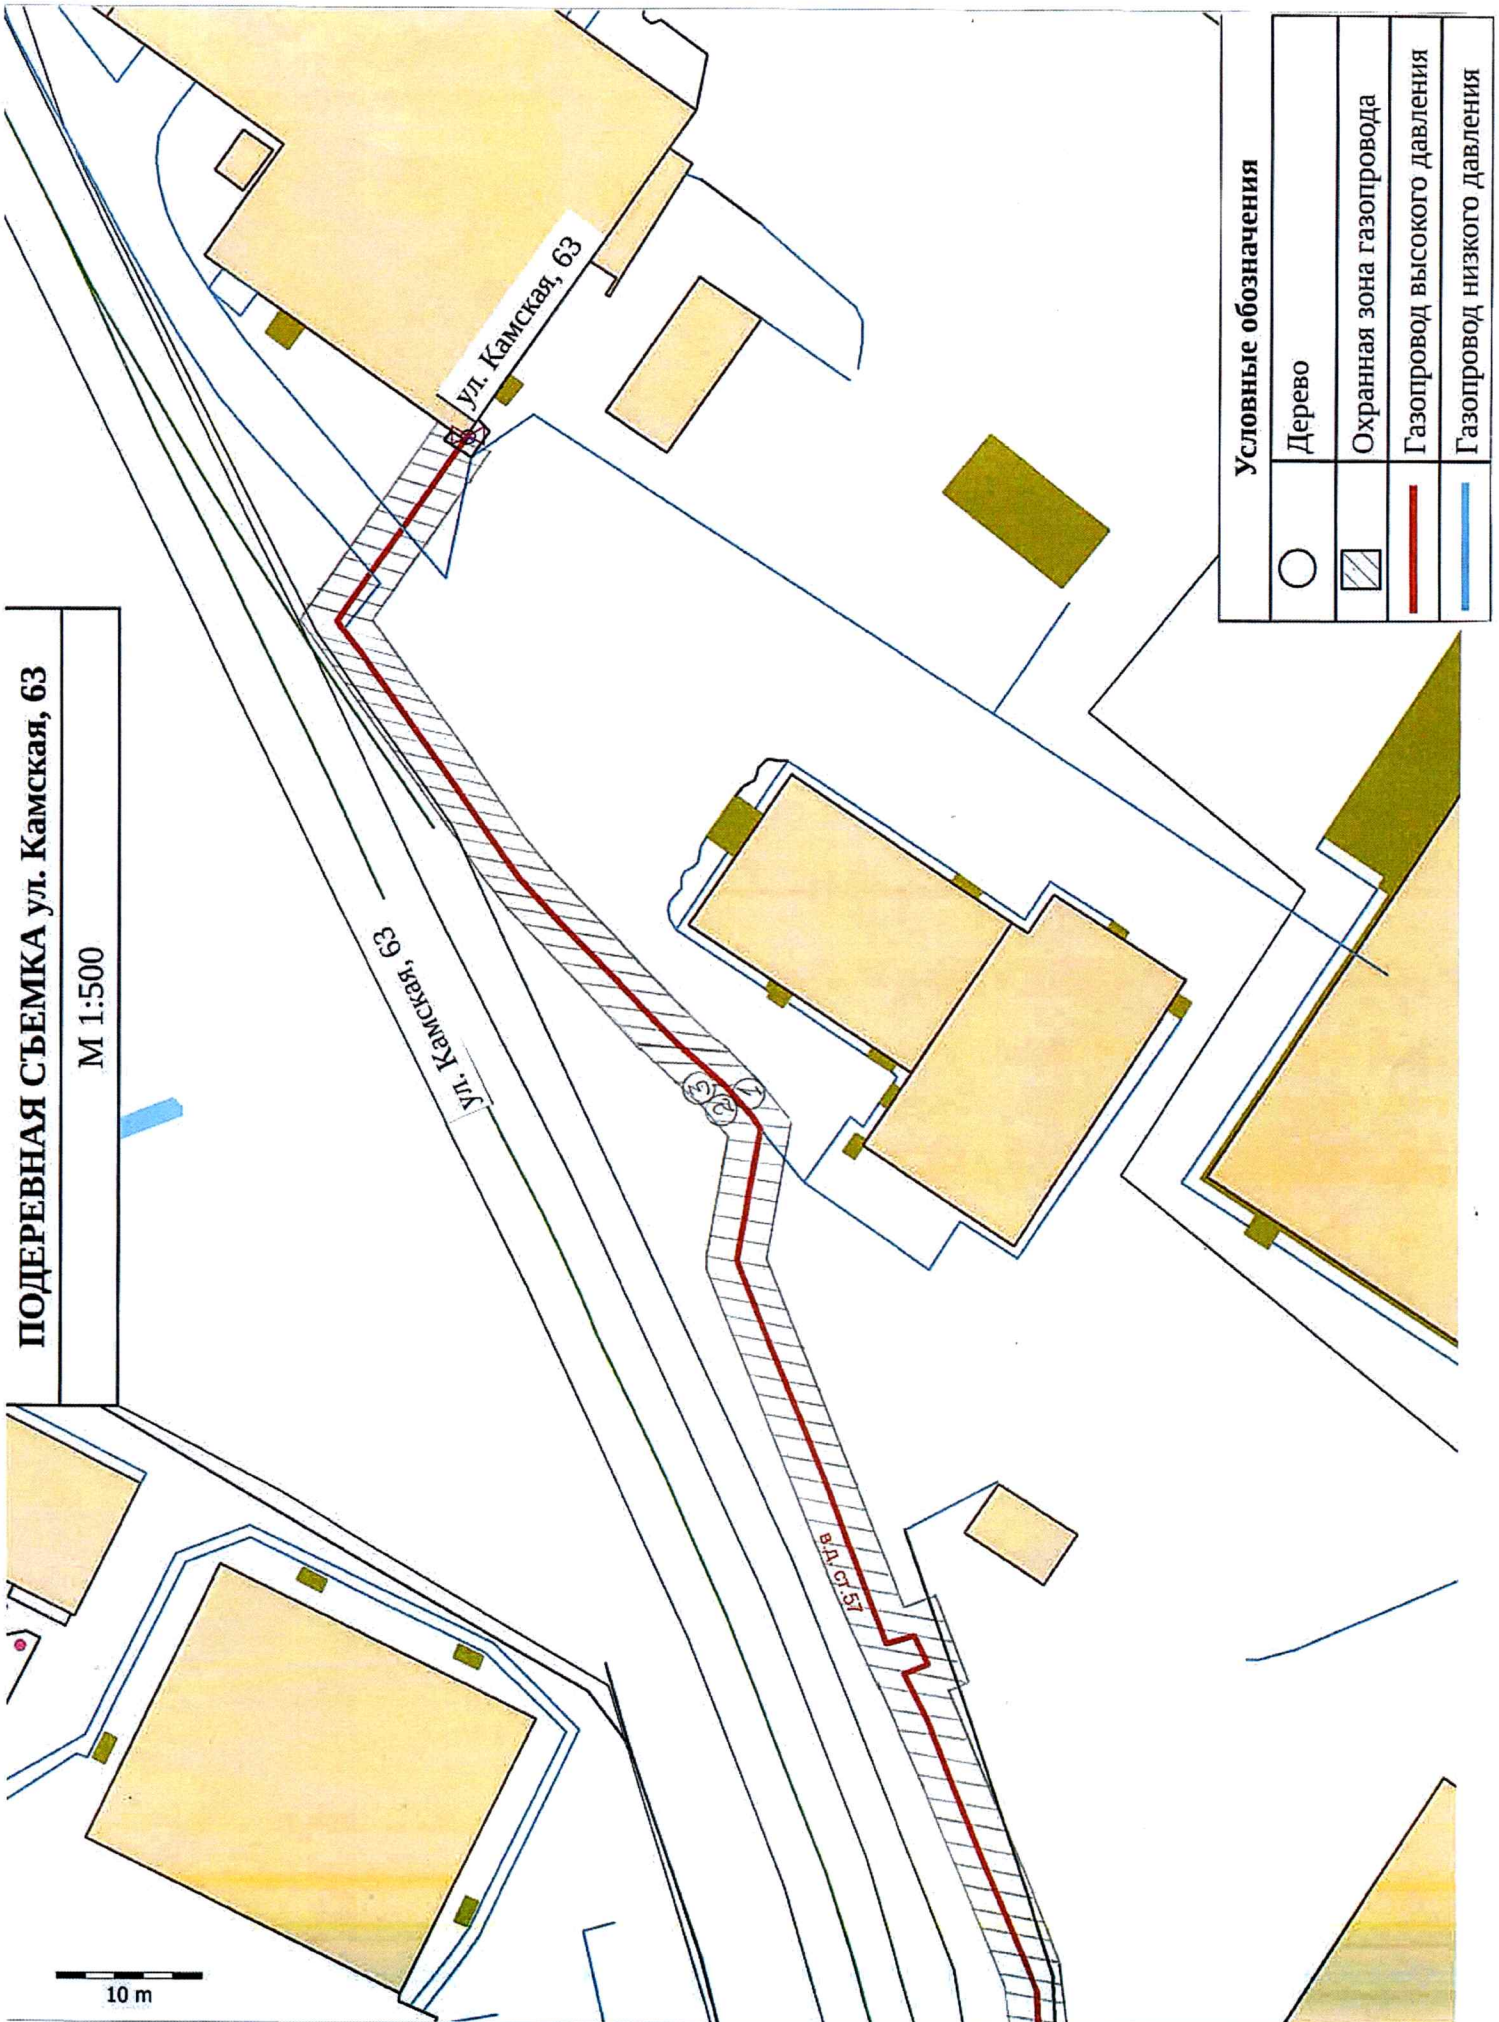 ПОДЕРЕВНАЯ СЪЕМКА ул. Камская, 63
М 1:500
ул. Камская, 63
ул. Камская, 63
1
2
3
в.д. ст.57
10 m
Условные обозначения
Дерево
Охранная зона газопровода
Газопровод высокого давления
Газопровод низкого давления